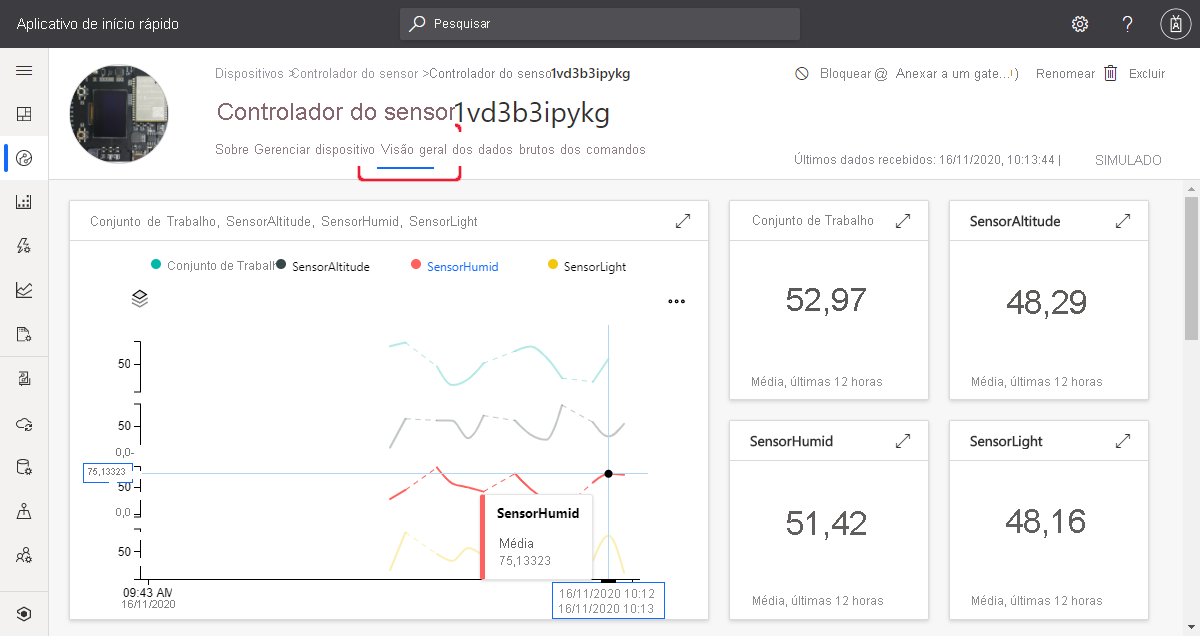 Aplicativo de início rápido
Pesquisar
Dispositivos >Controlador do sensor >Controlador do senso1vd3b3ipykg
Bloquear @ Anexar a um gate...!) Renomear Excluir
Controlador do sensor1vd3b3ipykg
Sobre Gerenciar dispositivo Visão geral dos dados brutos dos comandos
Últimos dados recebidos: 16/11/2020, 10:13:44 | SIMULADO
Conjunto de Trabalho, SensorAltitude, SensorHumid, SensorLight
Conjunto de Trabalh SensorAltitude SensorHumid SensorLight
50
50
0,0-
75,13323
50
0,0
50
SensorHumid
Média
75,13323
09:43 AM
16/11/2020
16/11/2020 10:12
16/11/2020 10:13
Conjunto de Trabalho
52,97
Média, últimas 12 horas
SensorAltitude
48,29
Média, últimas 12 horas
SensorHumid
51,42
Média, últimas 12 horas
SensorLight
48,16
Média, últimas 12 horas